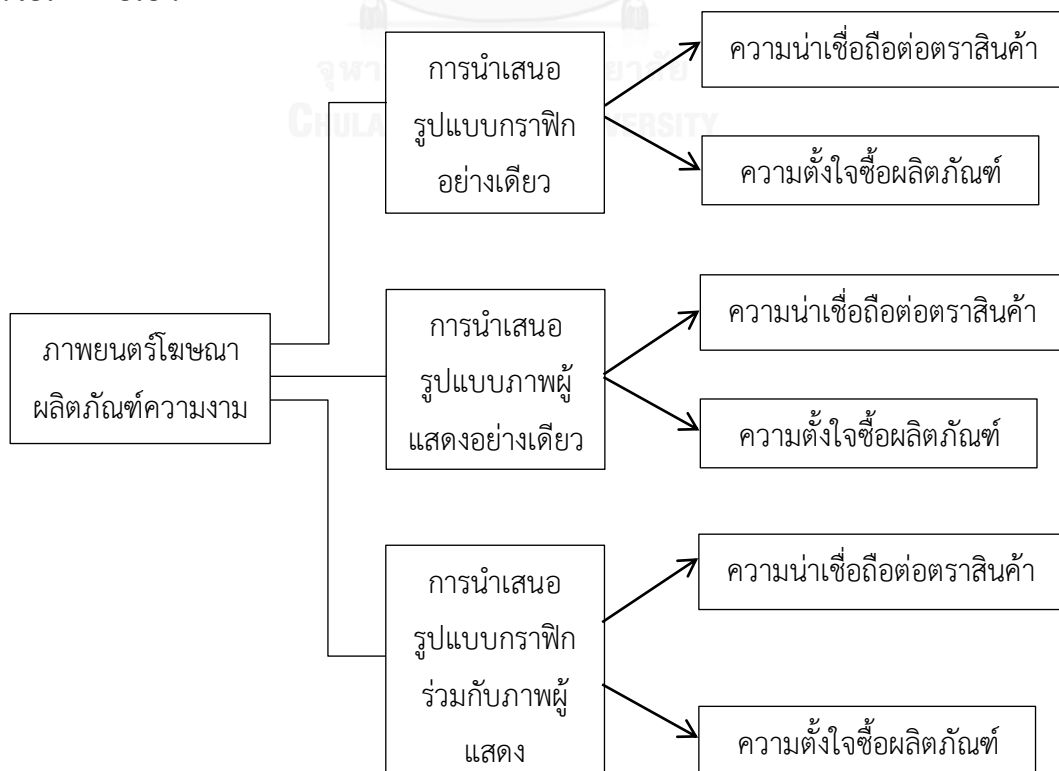 การนำเสนอ
รูปแบบกราฟิก
อย่างเดียว
ความน่าเชื่อถือต่อตราสินค้า
ความตั้งใจซื้อผลิตภัณฑ์
ภาพยนตร์โฆษณา
ผลิตภัณฑ์ความงาม
การนำเสนอ
รูปแบบภาพผู้
แสดงอย่างเดียว
ความน่าเชื่อถือต่อตราสินค้า
ความตั้งใจซื้อผลิตภัณฑ์
การนำเสนอ
รูปแบบกราฟิก
ร่วมกับภาพผู้
แสดง
ความน่าเชื่อถือต่อตราสินค้า
ความตั้งใจซื้อผลิตภัณฑ์